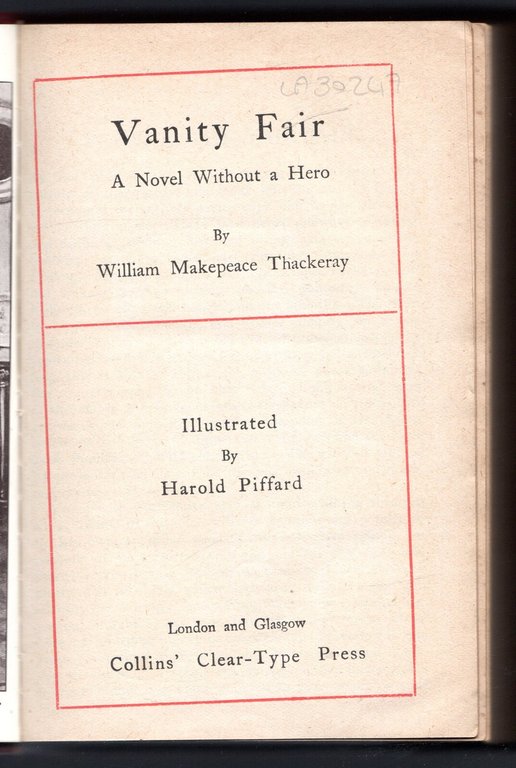 Vanity Fair
A Novel Without a Hero
By
William Makepeace Thackeray
Illustrated
By
Harold Piffard
London and Glasgow
Collins' Clear-Type Press